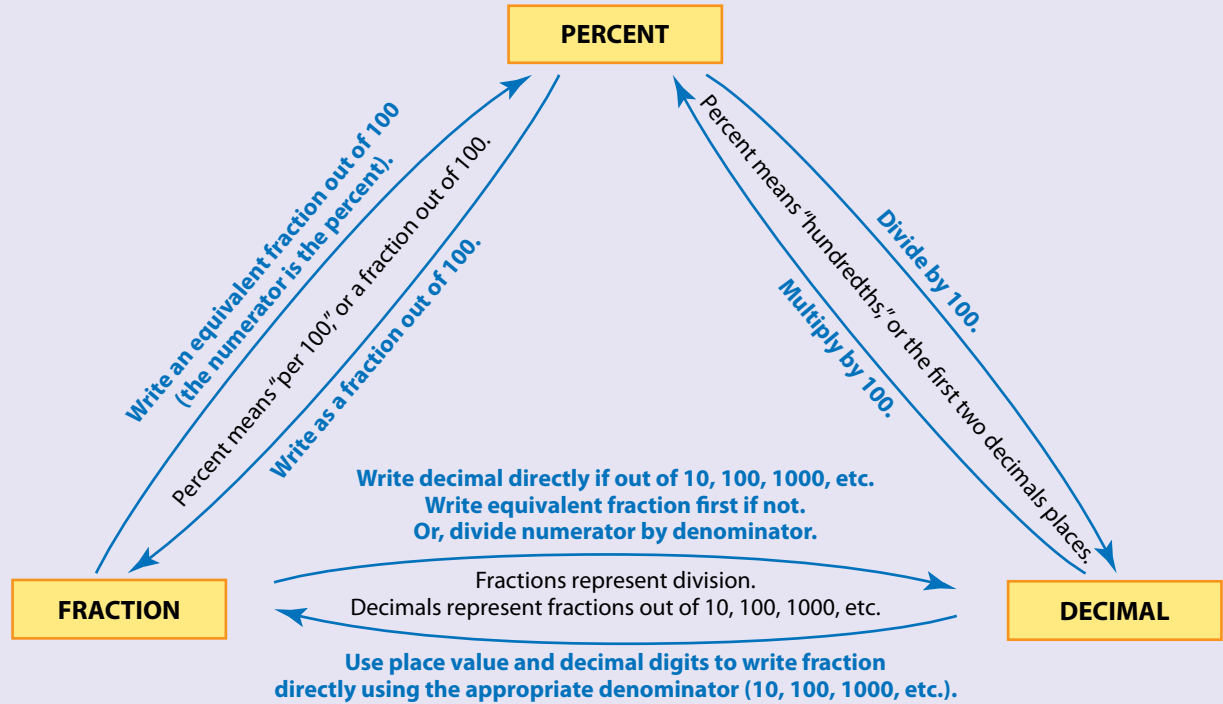 PERCENT
Write an equivalent fraction out of 100
(the numerator is the percent).
Percent means “per 100,” or a fraction out of 100.
Write as a fraction out of 100.
Divide by 100.
Percent means “hundredths,” or the first two decimals places.
Multiply by 100.
Write decimal directly if out of 10, 100, 1000, etc.
Write equivalent fraction first if not.
Or, divide numerator by denominator.
FRACTION
Fractions represent division.
Decimals represent fractions out of 10, 100, 1000, etc.
DECIMAL
Use place value and decimal digits to write fraction
directly using the appropriate denominator (10, 100, 1000, etc.).